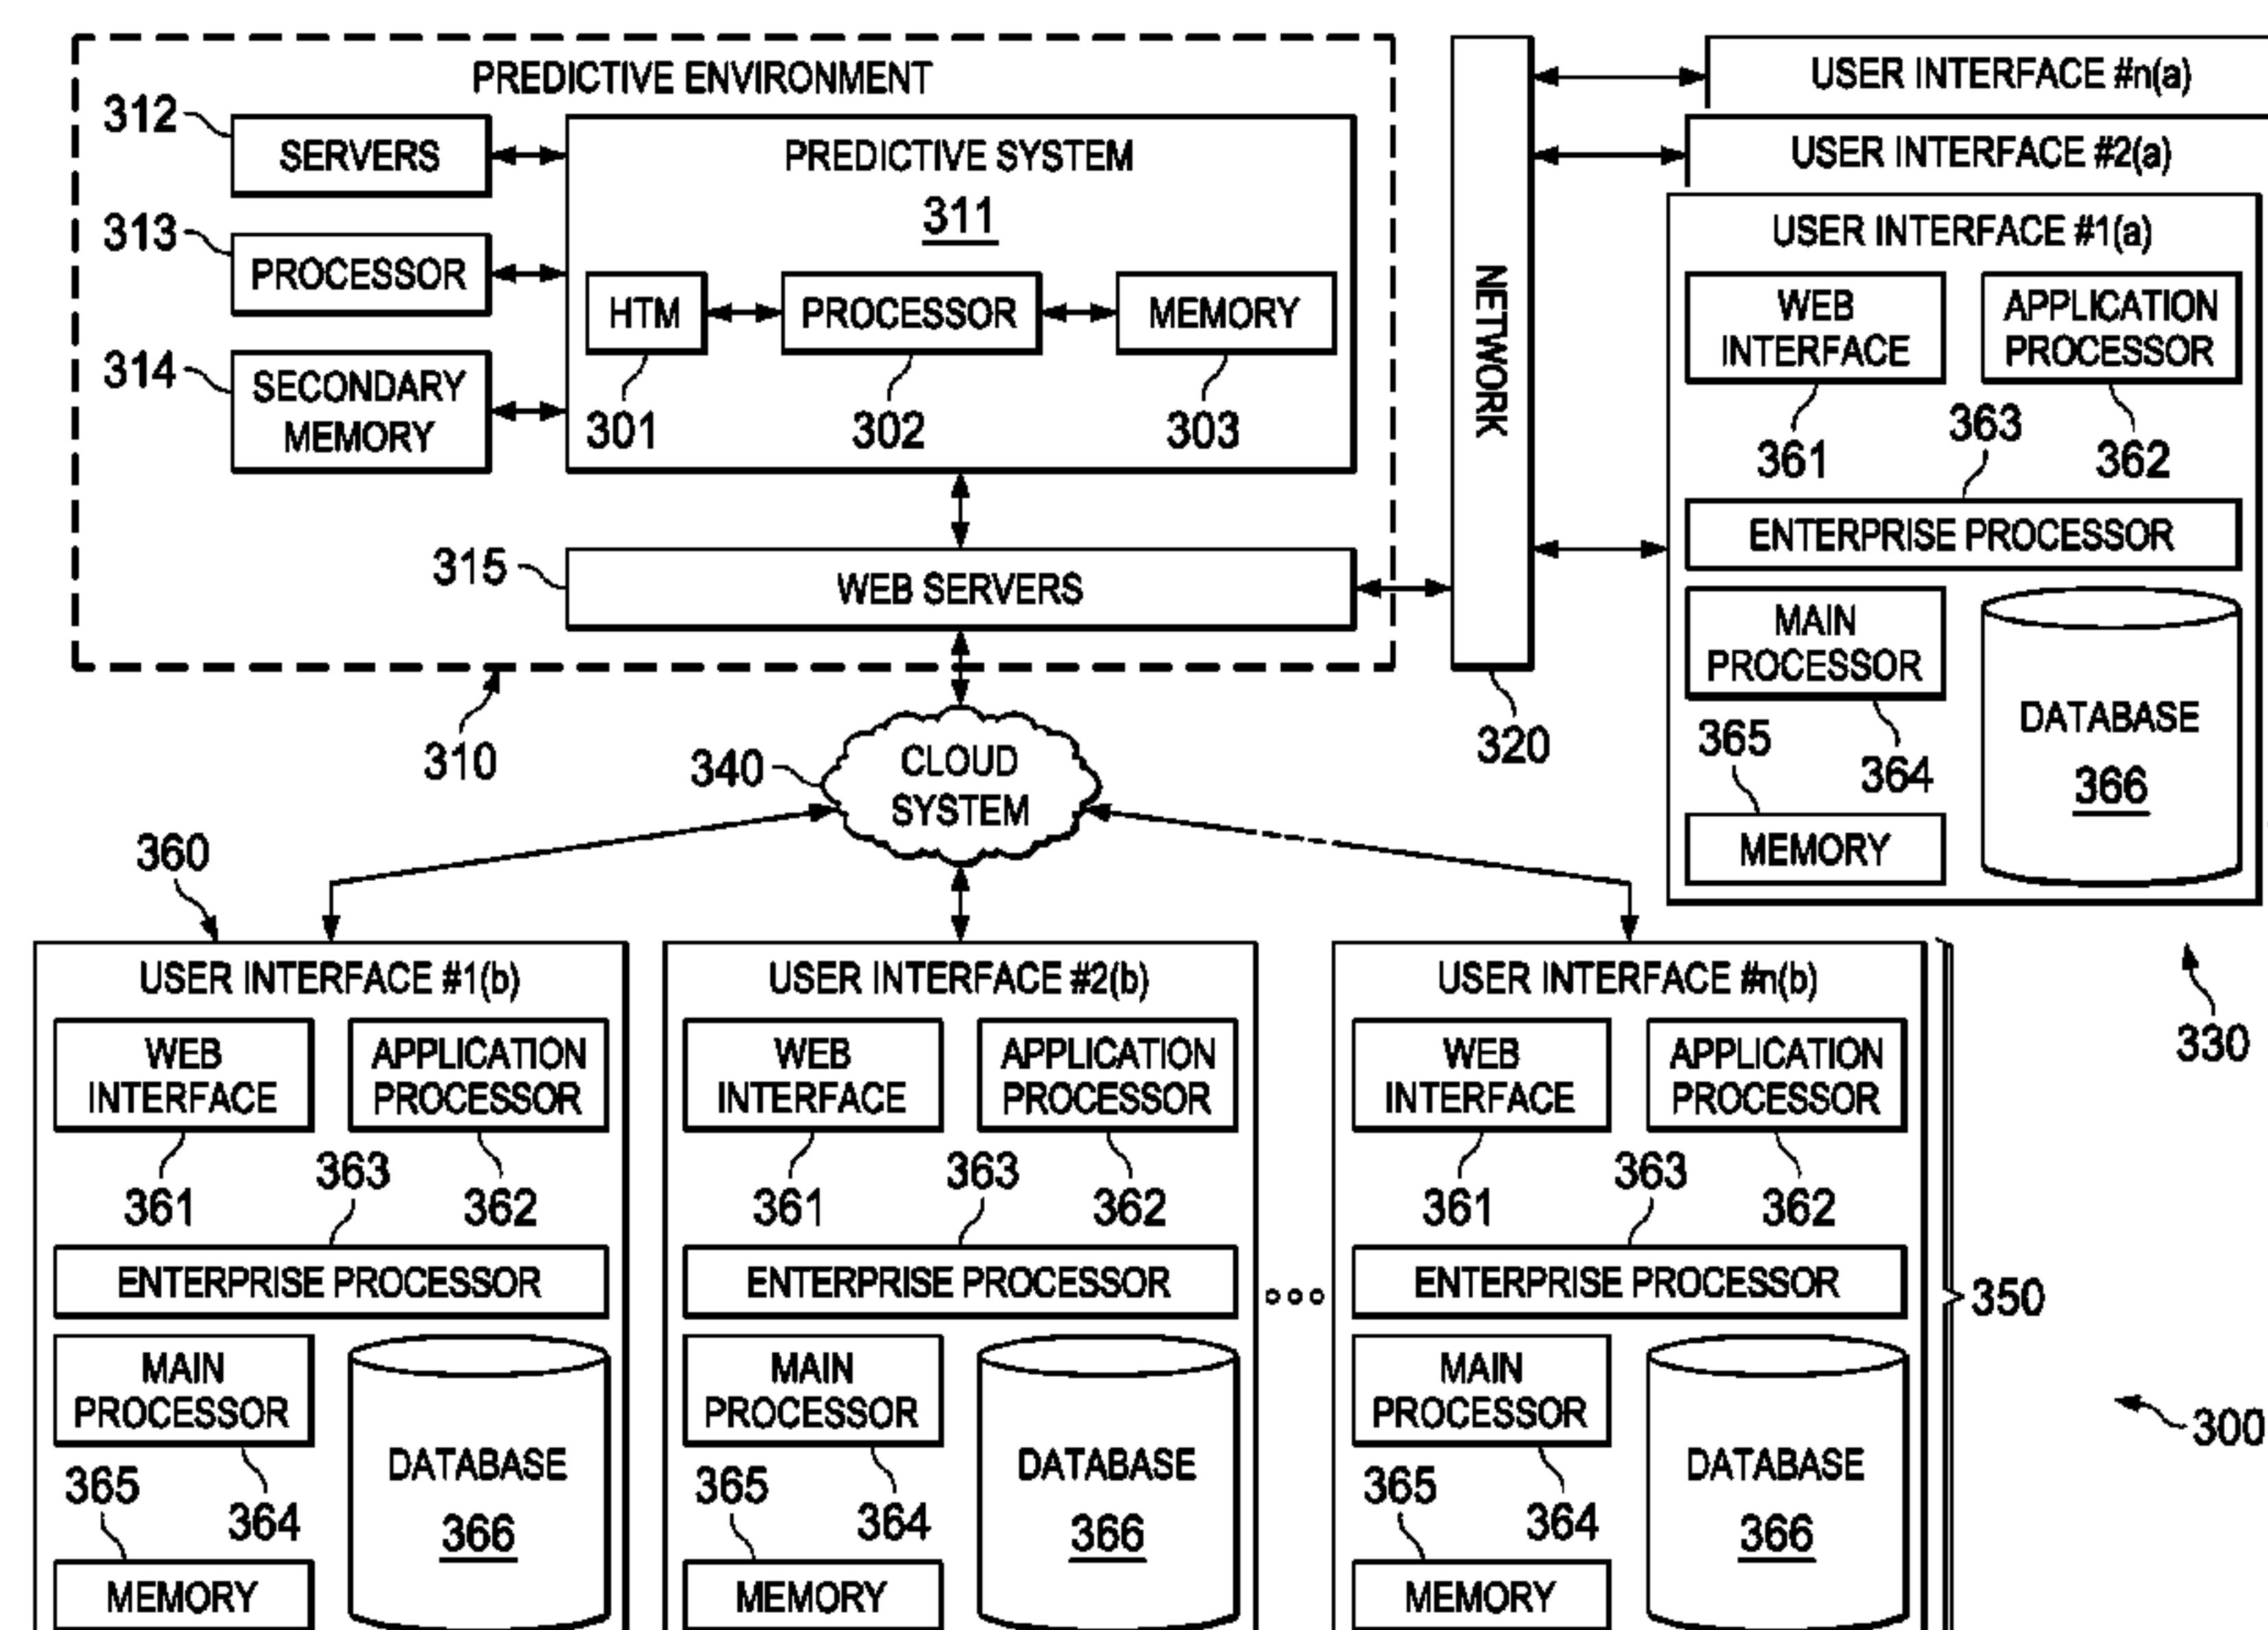 PREDICTIVE ENVIRONMENT
312
SERVERS
313
PROCESSOR
314
SECONDARY
MEMORY
PREDICTIVE SYSTEM
311
HTM
PROCESSOR
MEMORY
301
302
303
315
WEB SERVERS
310
NETWORK
320
USER INTERFACE #n(a)
USER INTERFACE #2(a)
USER INTERFACE #1(a)
WEB
INTERFACE
APPLICATION
PROCESSOR
361
363
362
ENTERPRISE PROCESSOR
MAIN
PROCESSOR
365
364
MEMORY
DATABASE
366
330
340
CLOUD
SYSTEM
360
USER INTERFACE #1(b)
WEB
INTERFACE
APPLICATION
PROCESSOR
361
363
362
ENTERPRISE PROCESSOR
MAIN
PROCESSOR
365
364
MEMORY
DATABASE
366
USER INTERFACE #2(b)
WEB
INTERFACE
APPLICATION
PROCESSOR
361
363
362
ENTERPRISE PROCESSOR
MAIN
PROCESSOR
365
364
MEMORY
DATABASE
366
USER INTERFACE #n(b)
WEB
INTERFACE
APPLICATION
PROCESSOR
361
363
362
ENTERPRISE PROCESSOR
MAIN
PROCESSOR
365
364
MEMORY
DATABASE
366
350
300